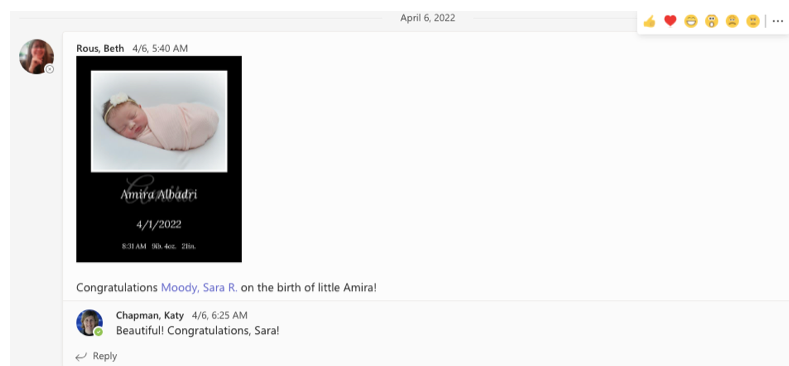 April 6, 2022
Rous, Beth 4/6, 5:40 AM
Amira
Amira Albadri
4/1/2022
8:31 AM 9lb. 4oz. 21in.
Congratulations Moody, Sara R. on the birth of little Amira!
Chapman, Katy 4/6, 6:25 AM
Beautiful! Congratulations, Sara!
Reply